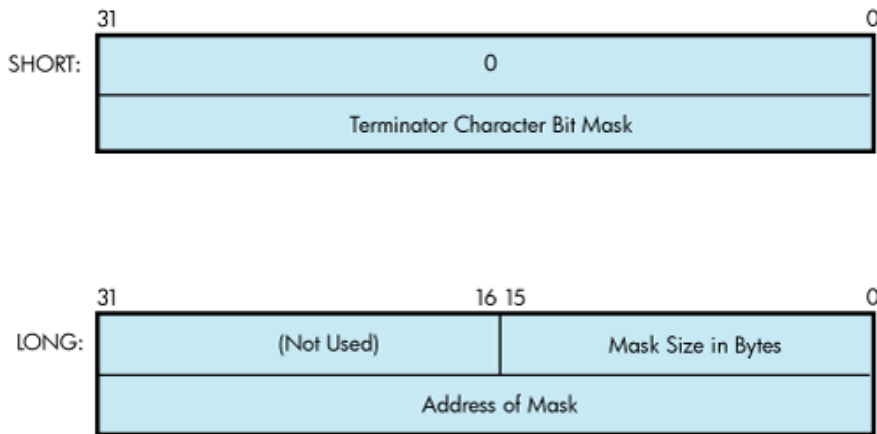 31 0
SHORT: 0
Terminator Character Bit Mask
31 16 15 0
LONG: (Not Used) Mask Size in Bytes
Address of Mask